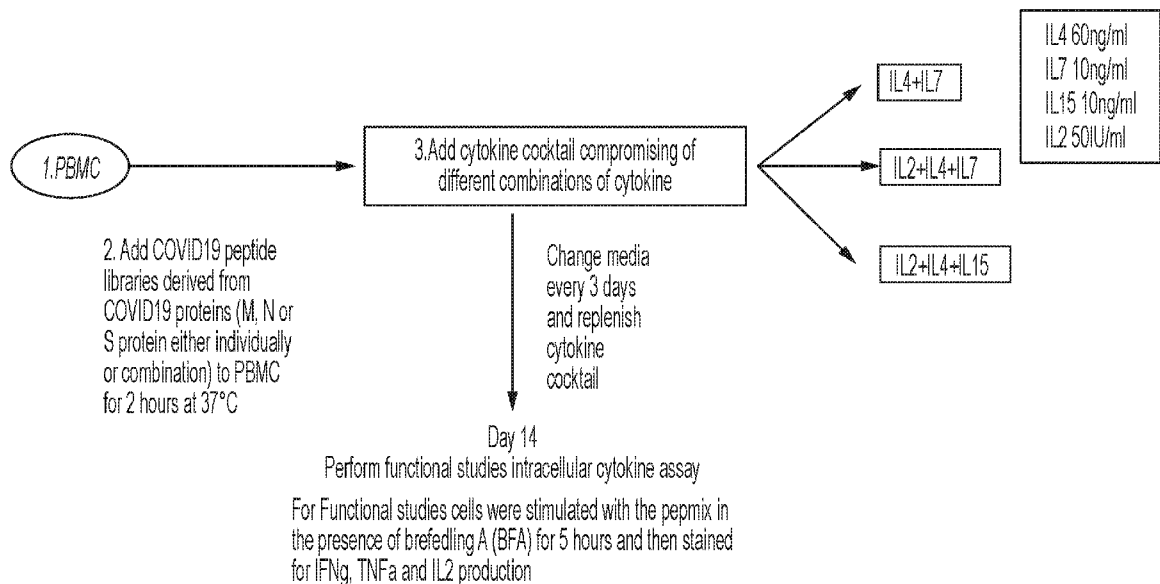 1.PBMC
2. Add COVID19 peptide
libraries derived from
COVID19 proteins (M, N or
S protein either individually
or combination) to PBMC
for 2 hours at 37°C
3.Add cytokine cocktail compromising of
different combinations of cytokine
IL4+IL7
IL2+IL4+IL7
IL2+IL4+IL15
IL4 60ng/ml
IL7 10ng/ml
IL15 10ng/ml
IL2 50IU/ml
Change media
every 3 days
and replenish
cytokine
cocktail
Day 14
Perform functional studies intracellular cytokine assay
For Functional studies cells were stimulated with the pepmix in
the presence of brefedling A (BFA) for 5 hours and then stained
for IFNg, TNFa and IL2 production